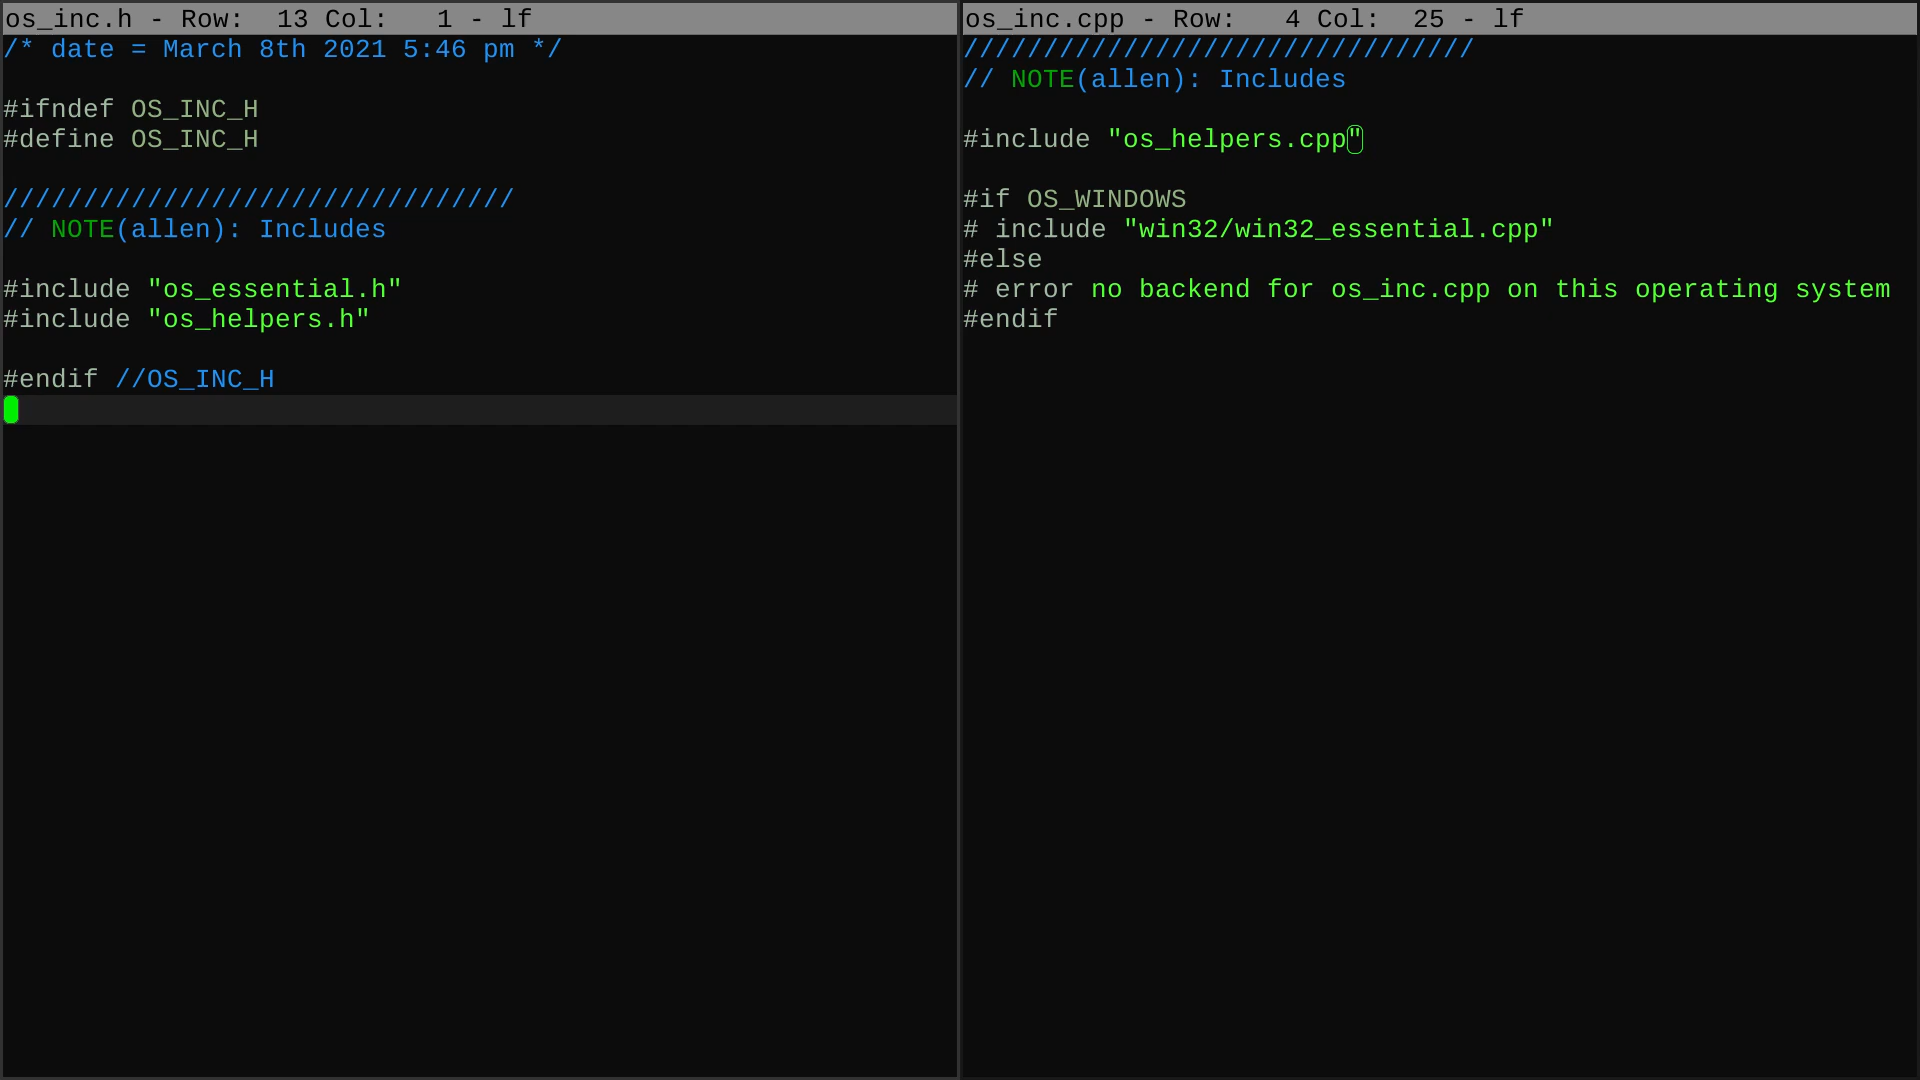 os_inc.h - Row:  13 Col:   1 - lf
/* date = March 8th 2021 5:46 pm */
#ifndef OS_INC_H
#define OS_INC_H
////////////////////////////////
// NOTE(allen): Includes
#include "os_essential.h"
#include "os_helpers.h"
#endif //OS_INC_H
os_inc.cpp - Row:   4 Col:  25 - lf
////////////////////////////////
// NOTE(allen): Includes
#include "os_helpers.cpp"
#if OS_WINDOWS
# include "win32/win32_essential.cpp"
#else
# error no backend for os_inc.cpp on this operating system
#endif